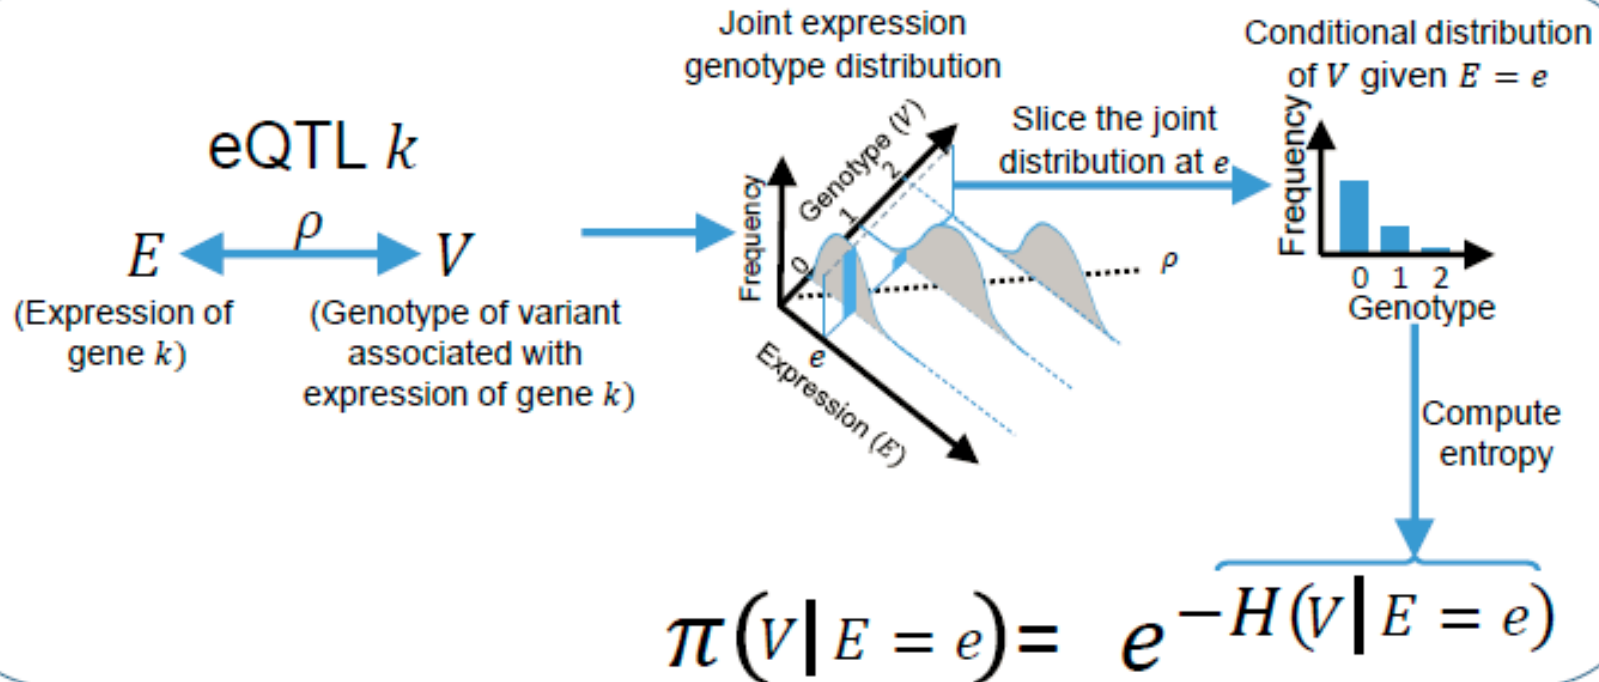 eQTL k
E ρ V
(Expression of
gene k)
(Genotype of variant
associated with
expression of gene k)
Joint expression
genotype distribution
Frequency
Genotype (V)
0
1
2
e
Expression (E)
ρ
Slice the joint
distribution at e
Conditional distribution
of V given E = e
Frequency
0 1 2
Genotype
Compute
entropy
π(V|E = e) = e^{-H(V|E = e)}